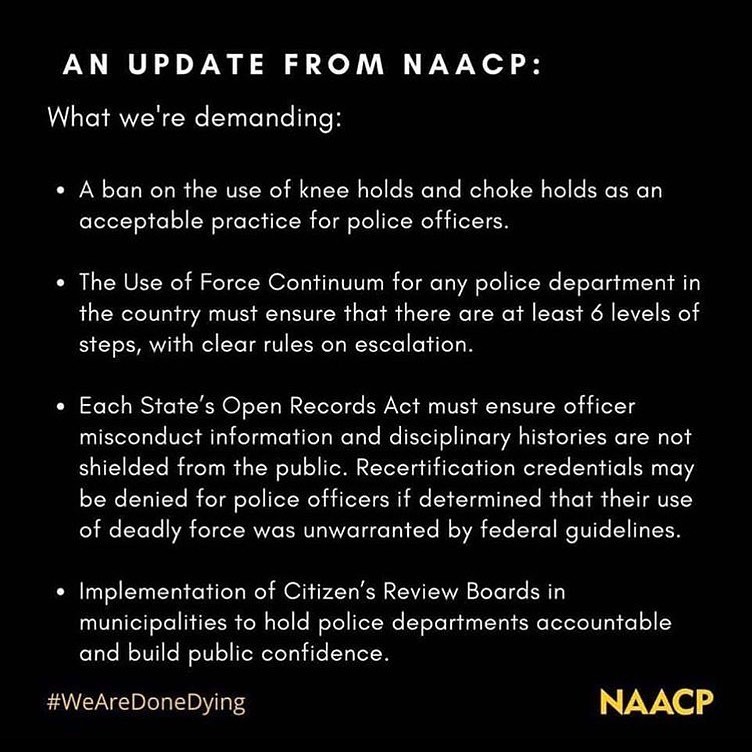 AN UPDATE FROM NAACP:
What we're demanding:
• A ban on the use of knee holds and choke holds as an
acceptable practice for police officers.
• The Use of Force Continuum for any police department in
the country must ensure that there are at least 6 levels of
steps, with clear rules on escalation.
• Each State’s Open Records Act must ensure officer
misconduct information and disciplinary histories are not
shielded from the public. Recertification credentials may
be denied for police officers if determined that their use
of deadly force was unwarranted by federal guidelines.
• Implementation of Citizen’s Review Boards in
municipalities to hold police departments accountable
and build public confidence.
#WeAreDoneDying
NAACP